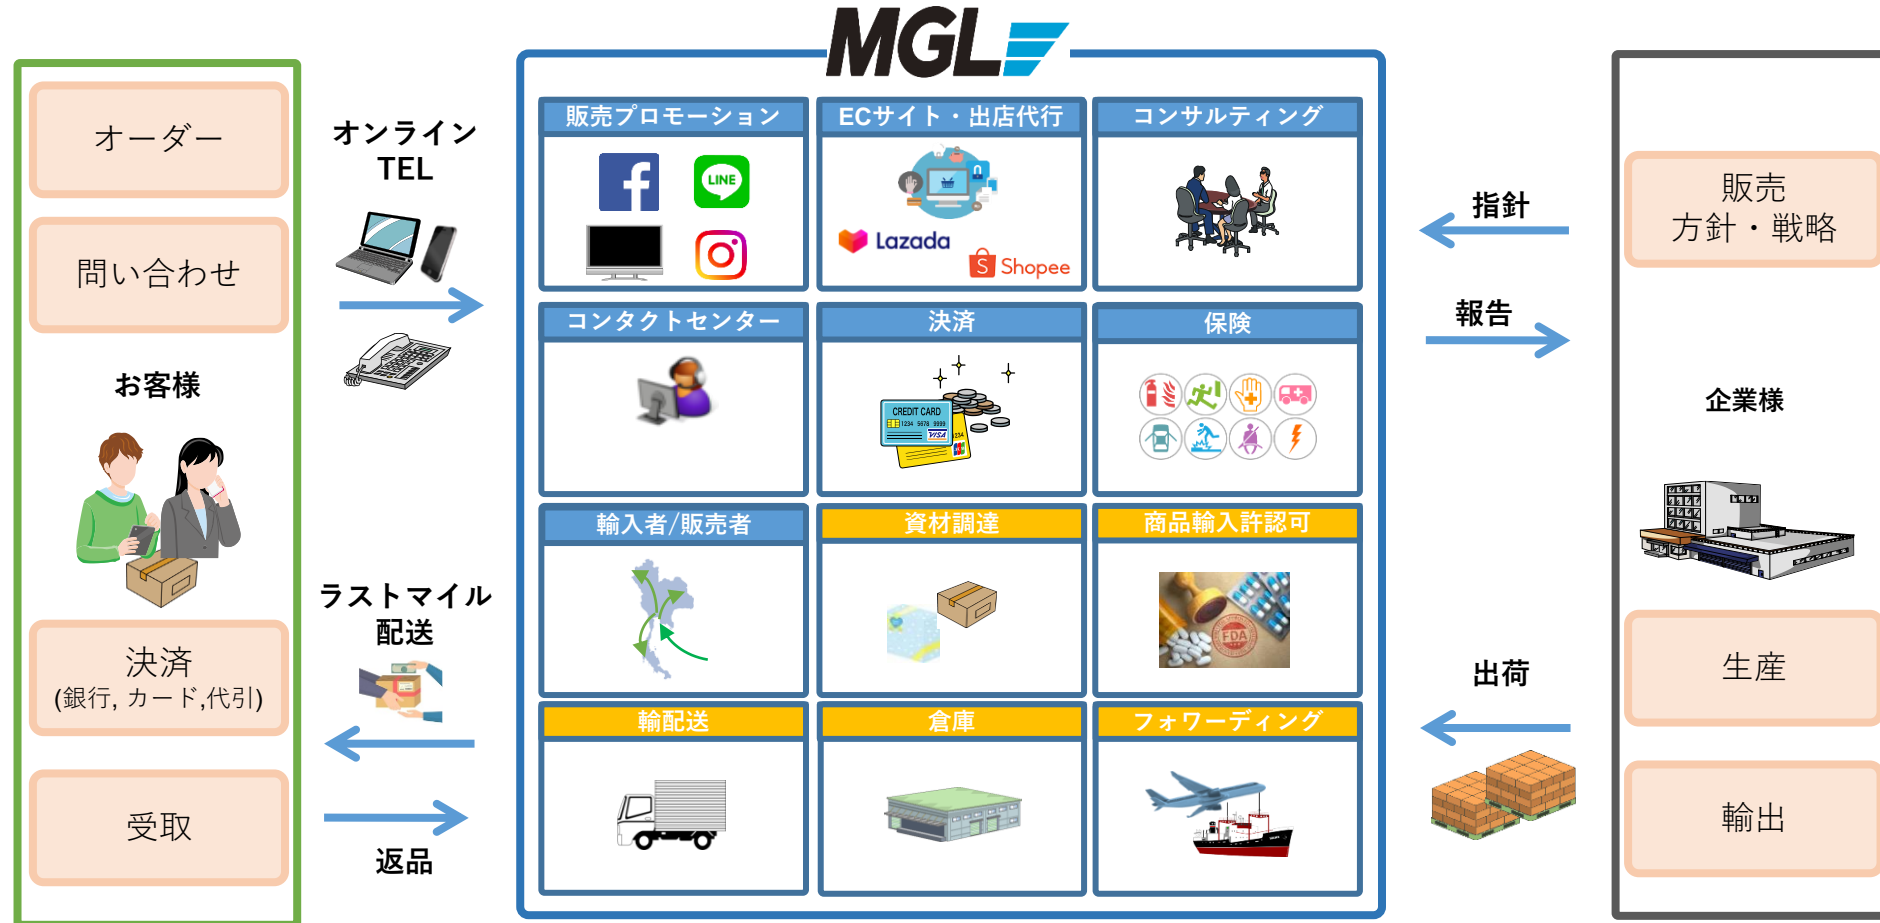 MGL
オーダー
問い合わせ
お客様
決済
(銀行, カード,代引)
受取
オンライン
TEL
ラストマイル
配送
返品
販売プロモーション
LINE
ECサイト・出店代行
Lazada
S Shopee
コンサルティング
コンタクトセンター
決済
CREDIT CARD
1234 5678 9999
VISA
1234
JCB
保険
輸入者/販売者
資材調達
商品輸入許認可
FDA
輸配送
倉庫
フォワーディング
指針
報告
出荷
販売
方針・戦略
企業様
生産
輸出